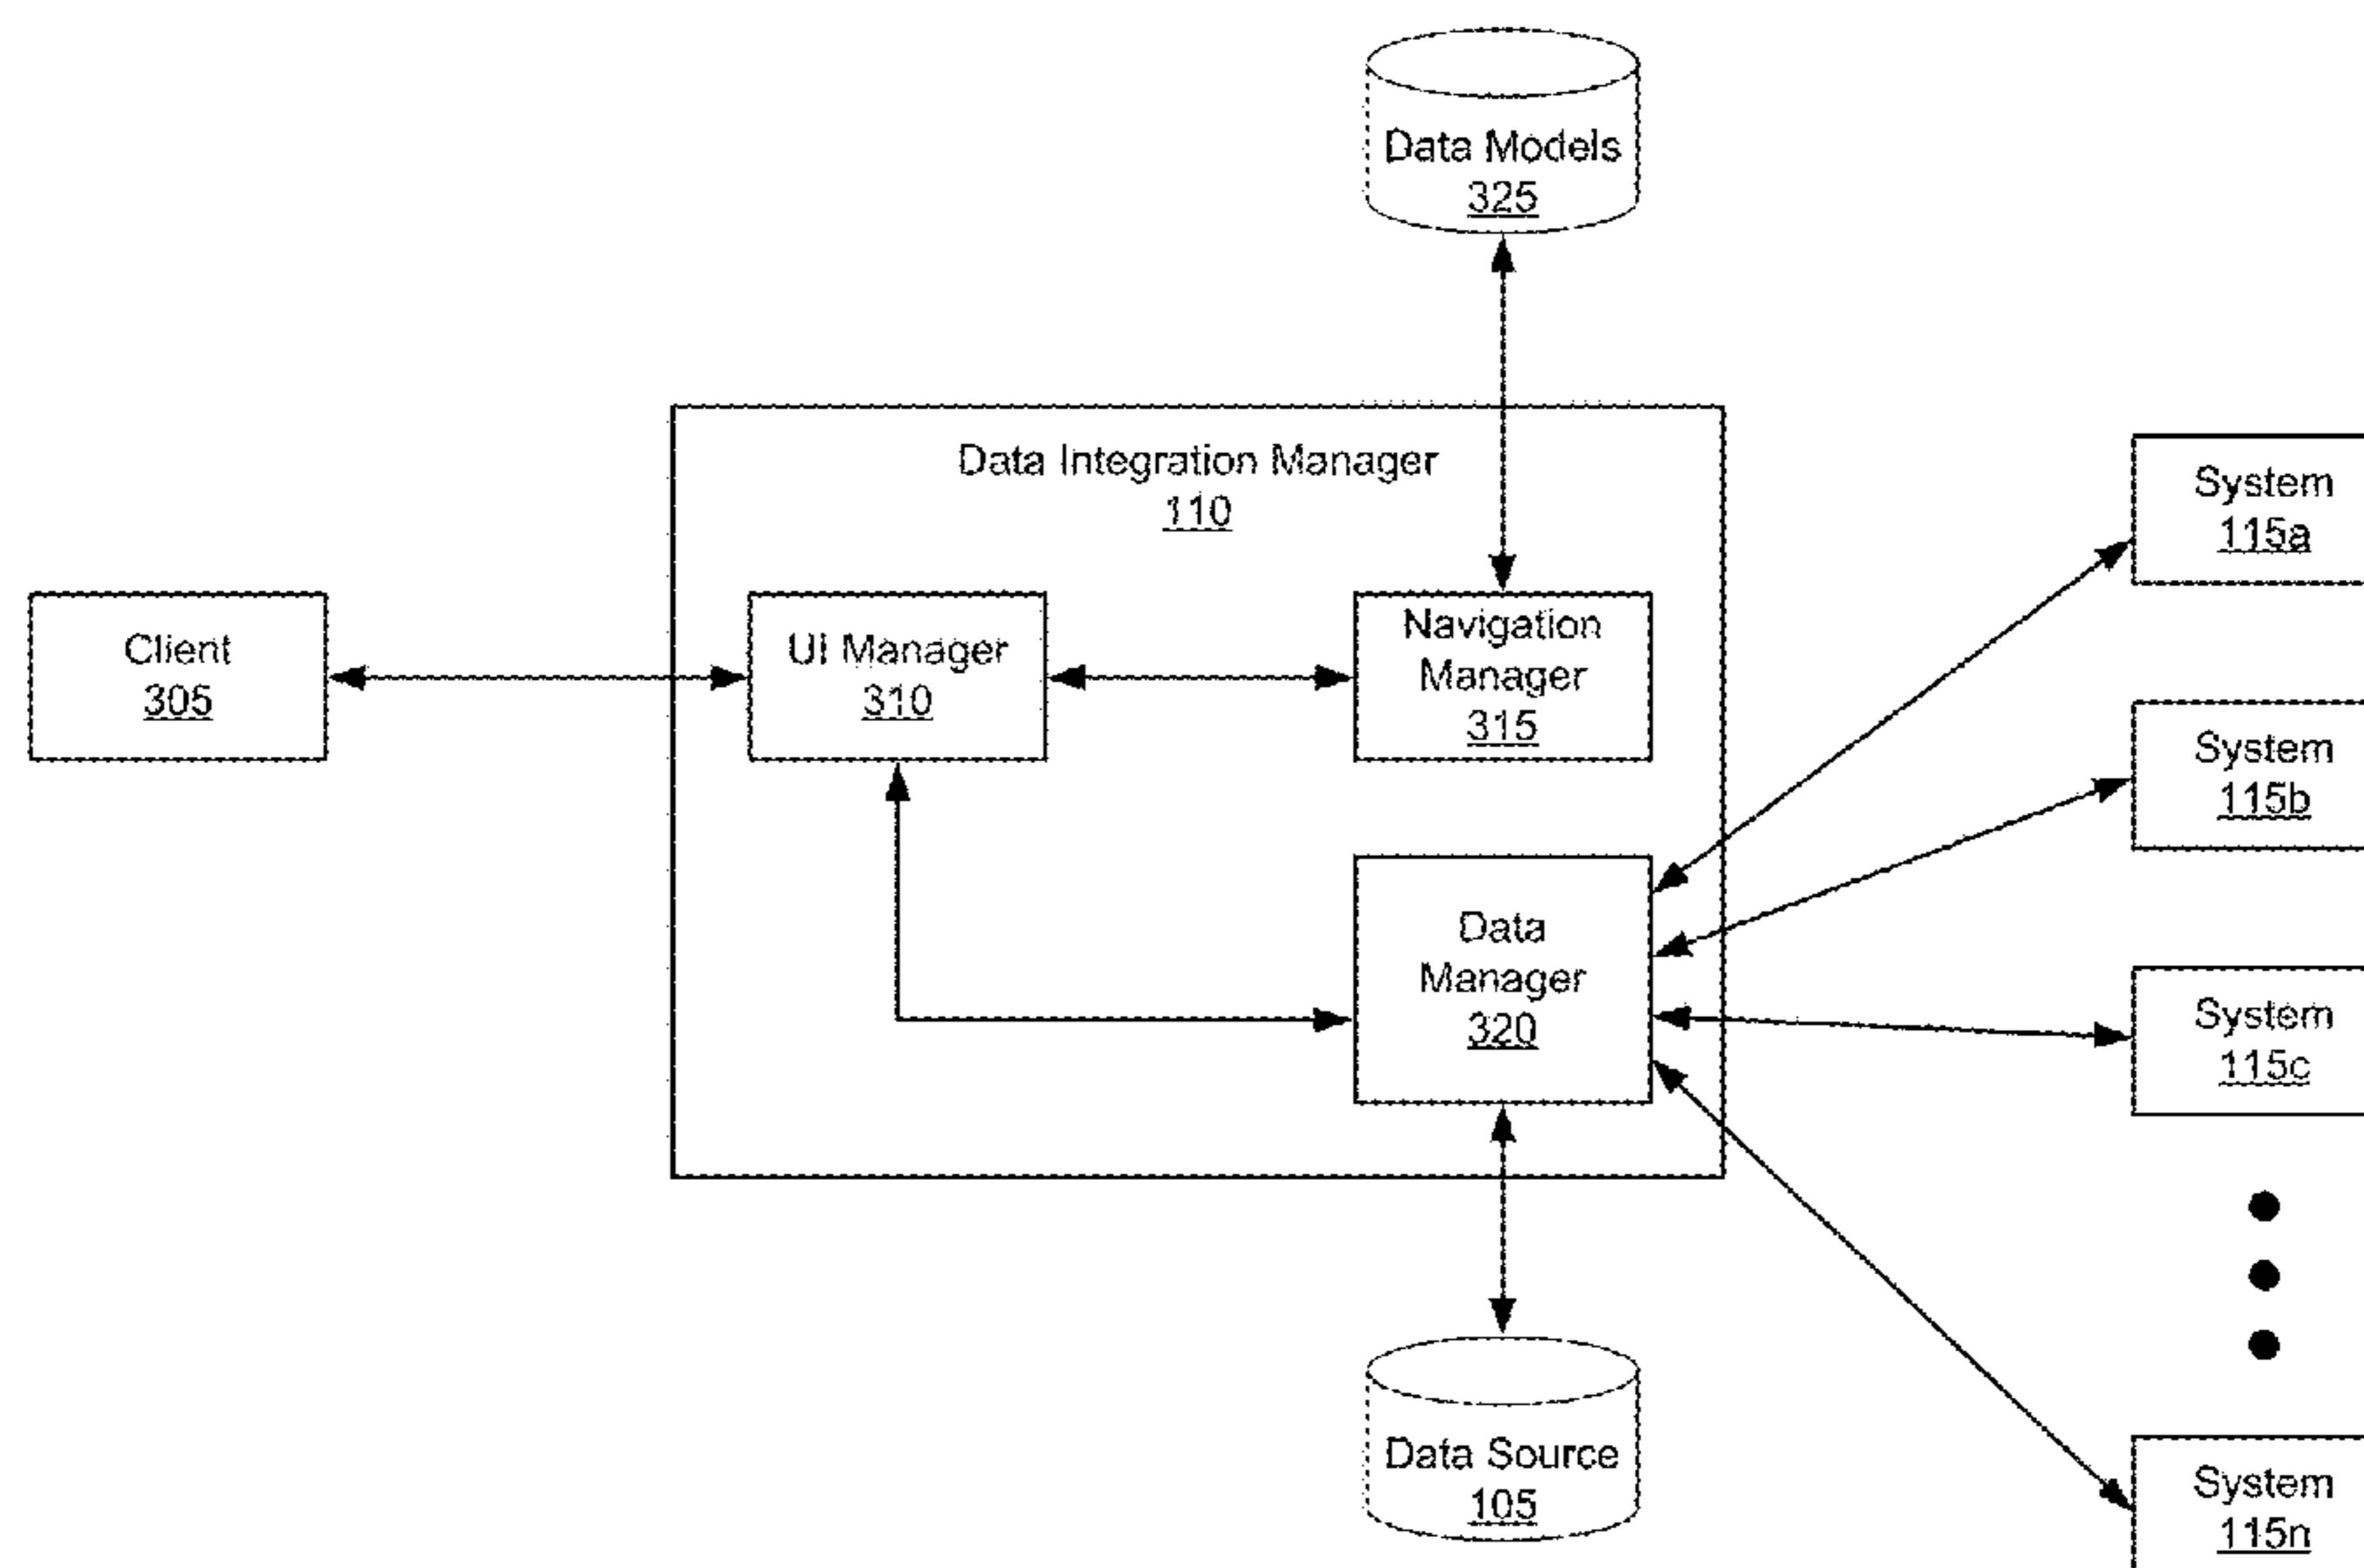 Data Models
325
Data Integration Manager
110
Client
305
UI Manager
310
Navigation
Manager
315
Data
Manager
320
System
115a
System
115b
System
115c
System
115n
Data Source
105